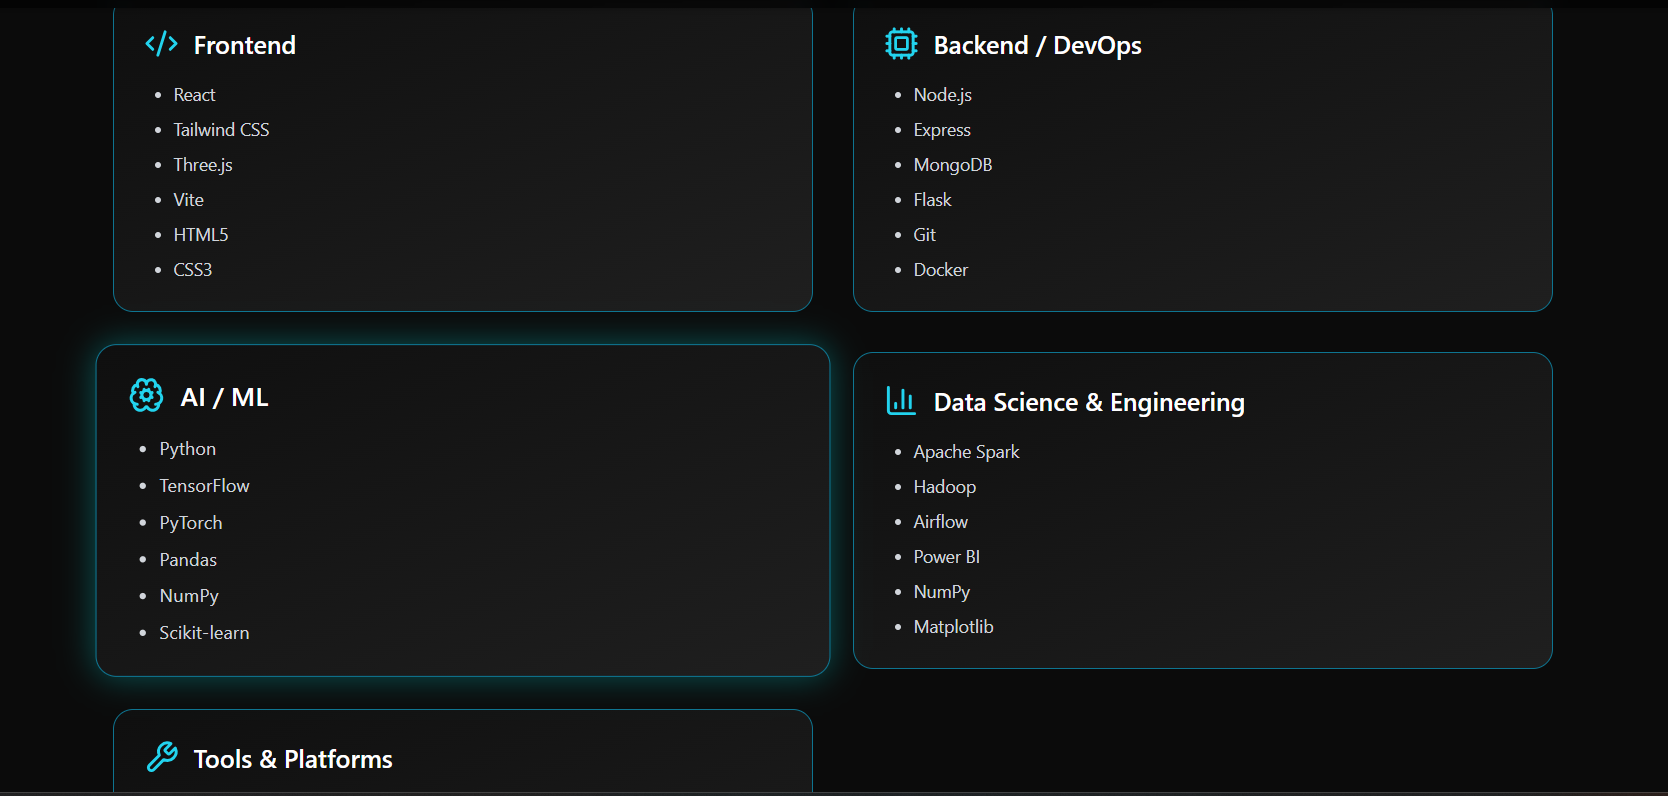 Frontend
React
Tailwind CSS
Three.js
Vite
HTML5
CSS3
Backend / DevOps
Node.js
Express
MongoDB
Flask
Git
Docker
AI / ML
Python
TensorFlow
PyTorch
Pandas
NumPy
Scikit-learn
Data Science & Engineering
Apache Spark
Hadoop
Airflow
Power BI
NumPy
Matplotlib
Tools & Platforms